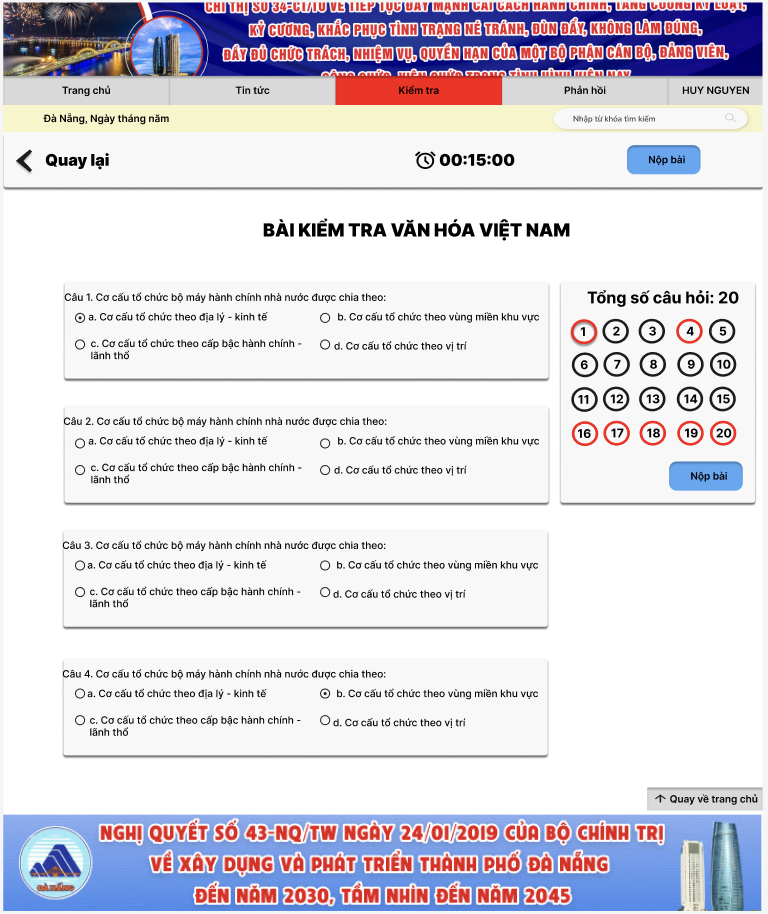 CHỈ THỊ SỐ 34-CT/TU VỀ TIẾP TỤC ĐẨY MẠNH CẢI CÁCH HÀNH CHÍNH, TĂNG CƯỜNG KỶ LUẬT,
KỶ CƯƠNG, KHẮC PHỤC TÌNH TRẠNG NÉ TRÁNH, ĐÙN ĐẨY, KHÔNG LÀM ĐÚNG,
ĐẦY ĐỦ CHỨC TRÁCH, NHIỆM VỤ, QUYỀN HẠN CỦA MỘT BỘ PHẬN CÁN BỘ, ĐẢNG VIÊN,
CÔNG CHỨC, VIÊN CHỨC TRONG TÌNH HÌNH HIỆN NAY
Trang chủ Tin tức Kiểm tra Phản hồi HUY NGUYEN
Đà Nẵng, Ngày tháng năm Nhập từ khóa tìm kiếm
Quay lại 00:15:00 Nộp bài
BÀI KIỂM TRA VĂN HÓA VIỆT NAM
Câu 1. Cơ cấu tổ chức bộ máy hành chính nhà nước được chia theo:
a. Cơ cấu tổ chức theo địa lý - kinh tế
b. Cơ cấu tổ chức theo vùng miền khu vực
c. Cơ cấu tổ chức theo cấp bậc hành chính -
lãnh thổ
d. Cơ cấu tổ chức theo vị trí
Câu 2. Cơ cấu tổ chức bộ máy hành chính nhà nước được chia theo:
a. Cơ cấu tổ chức theo địa lý - kinh tế
b. Cơ cấu tổ chức theo vùng miền khu vực
c. Cơ cấu tổ chức theo cấp bậc hành chính -
lãnh thổ
d. Cơ cấu tổ chức theo vị trí
Câu 3. Cơ cấu tổ chức bộ máy hành chính nhà nước được chia theo:
a. Cơ cấu tổ chức theo địa lý - kinh tế
b. Cơ cấu tổ chức theo vùng miền khu vực
c. Cơ cấu tổ chức theo cấp bậc hành chính -
lãnh thổ
d. Cơ cấu tổ chức theo vị trí
Câu 4. Cơ cấu tổ chức bộ máy hành chính nhà nước được chia theo:
a. Cơ cấu tổ chức theo địa lý - kinh tế
b. Cơ cấu tổ chức theo vùng miền khu vực
c. Cơ cấu tổ chức theo cấp bậc hành chính -
lãnh thổ
d. Cơ cấu tổ chức theo vị trí
Tổng số câu hỏi: 20
1 2 3 4 5
6 7 8 9 10
11 12 13 14 15
16 17 18 19 20
Nộp bài
Quay về trang chủ
NGHỊ QUYẾT SỐ 43-NQ/TW NGÀY 24/01/2019 CỦA BỘ CHÍNH TRỊ
VỀ XÂY DỰNG VÀ PHÁT TRIỂN THÀNH PHỐ ĐÀ NẴNG
ĐẾN NĂM 2030, TẦM NHÌN ĐẾN NĂM 2045
ĐÀ NẴNG